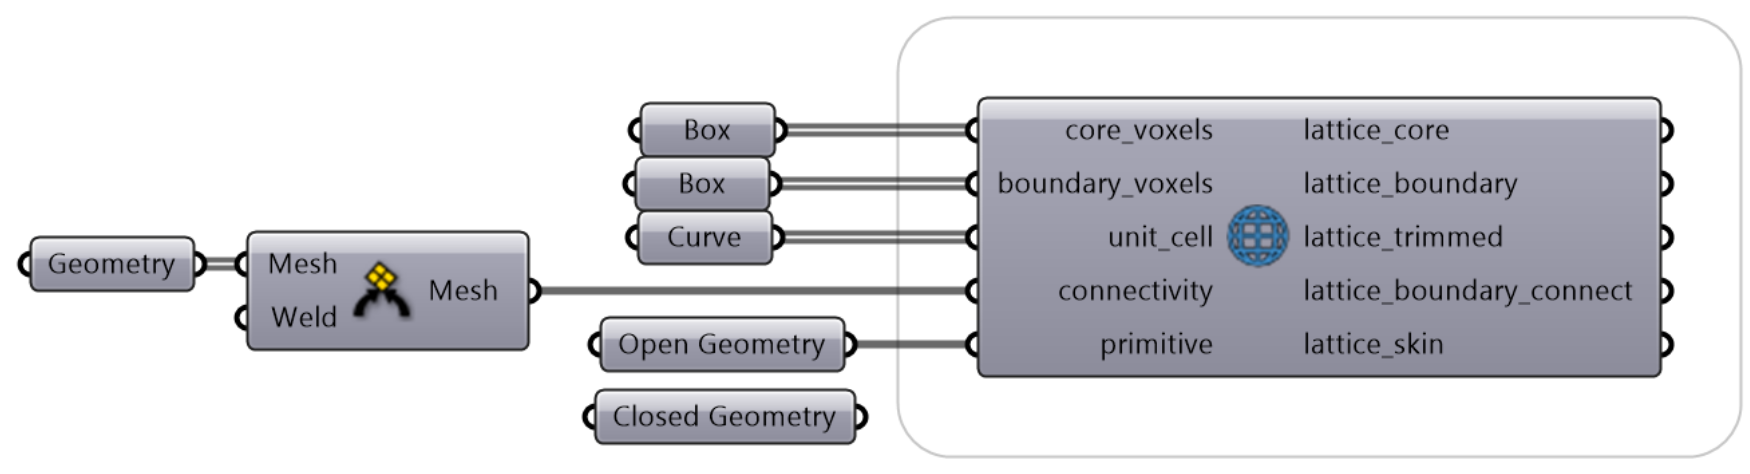 Box
Box
Curve
Geometry
Mesh
Weld
Mesh
Open Geometry
Closed Geometry
core_voxels
boundary_voxels
unit_cell
connectivity
primitive
lattice_core
lattice_boundary
lattice_trimmed
lattice_boundary_connect
lattice_skin